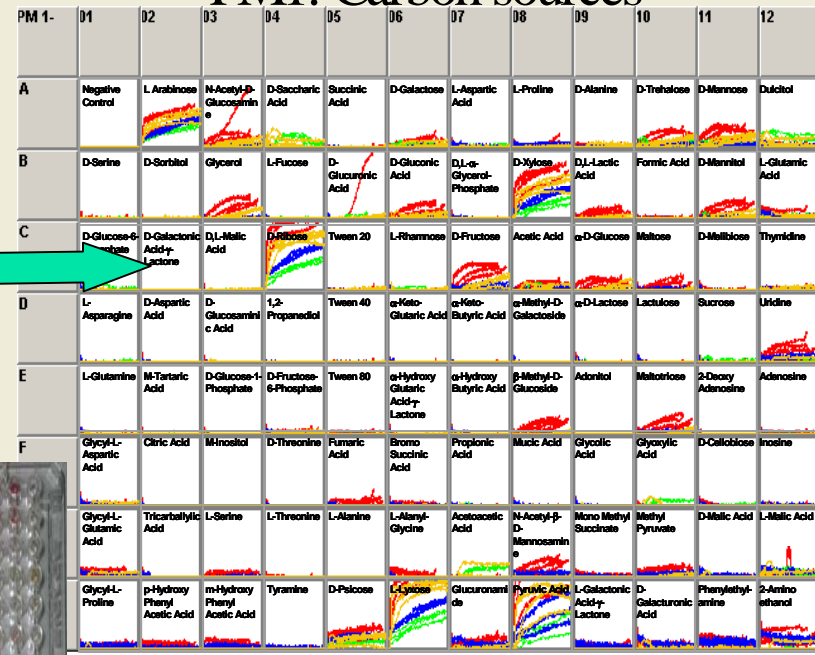 PM1: Carbon sources
PM 1- 01 02 03 04 05 06 07 08 09 10 11 12
A
Negative Control
L Arabinose
N-Acetyl-D-Glucosamin e
D-Saccharic Acid
Succinic Acid
D-Galactose
L-Aspartic Acid
L-Proline
D-Alanine
D-Trehalose
D-Mannose
Dulcitol
B
D-Serine
D-Sorbitol
Glycerol
L-Fucose
D-Glucuronic Acid
D-Gluconic Acid
D,L-α-Glycerol-Phosphate
D-Xylose
D,L-Lactic Acid
Formic Acid
D-Mannitol
L-Glutamic Acid
C
D-Glucose-6-
D-Galactonic Acid-γ-Lactone
D,L-Malic Acid
D-Ribose
Tween 20
L-Rhamnose
D-Fructose
Acetic Acid
α-D-Glucose
Maltose
D-Melibiose
Thymidine
D
L-Asparagine
D-Aspartic Acid
D-Glucosamini c Acid
1,2-Propanediol
Tween 40
α-Keto-Glutaric Acid
α-Keto-Butyric Acid
α-Methyl-D-Galactoside
α-D-Lactose
Lactulose
Sucrose
Uridine
E
L-Glutamine
M-Tartaric Acid
D-Glucose-1-Phosphate
D-Fructose-6-Phosphate
Tween 80
α-Hydroxy Glutaric Acid-γ-Lactone
α-Hydroxy Butyric Acid
β-Methyl-D-Glucoside
Adonitol
Maltotriose
2-Deoxy Adenosine
Adenosine
F
Glycyl-L-Aspartic Acid
Citric Acid
M-Inositol
D-Threonine
Fumaric Acid
Bromo Succinic Acid
Propionic Acid
Mucic Acid
Glycolic Acid
Glyoxylic Acid
D-Cellobiose
Inosine
Glycyl-L-Glutamic Acid
Tricarballylic Acid
L-Serine
L-Threonine
L-Alanine
L-Alanyl-Glycine
Acetoacetic Acid
N-Acetyl-β-D-Mannosamin e
Mono Methyl Succinate
Methyl Pyruvate
D-Malic Acid
L-Malic Acid
Glycyl-L-Proline
p-Hydroxy Phenyl Acetic Acid
m-Hydroxy Phenyl Acetic Acid
Tyramine
D-Psicose
L-Lyxose
Glucuronami de
Pyruvic Acid
L-Galactonic Acid-γ-Lactone
D-Galacturonic Acid
Phenylethyl-amine
2-Amino ethanol